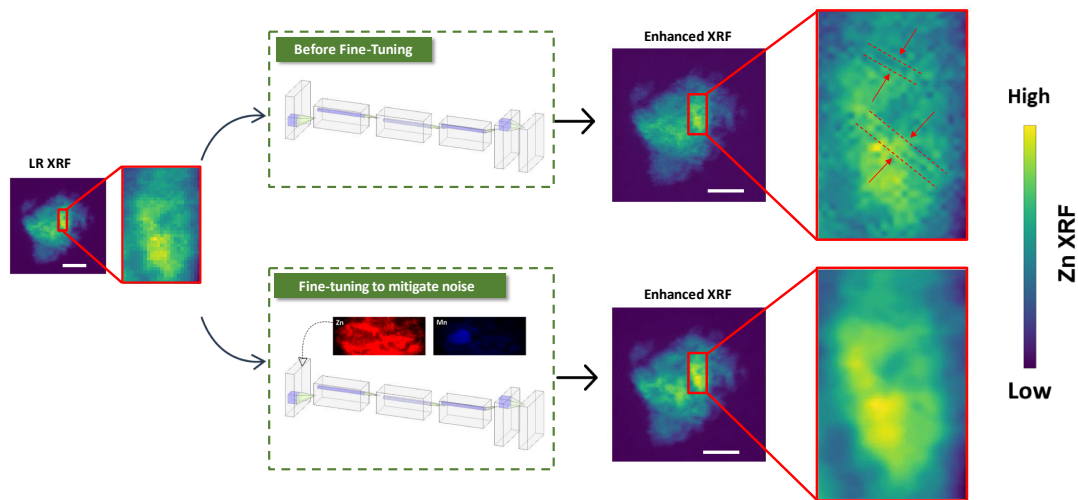 Before Fine-Tuning
Enhanced XRF
LR XRF
High
Zn XRF
Low
Fine-tuning to mitigate noise
Zn
Mn
Enhanced XRF